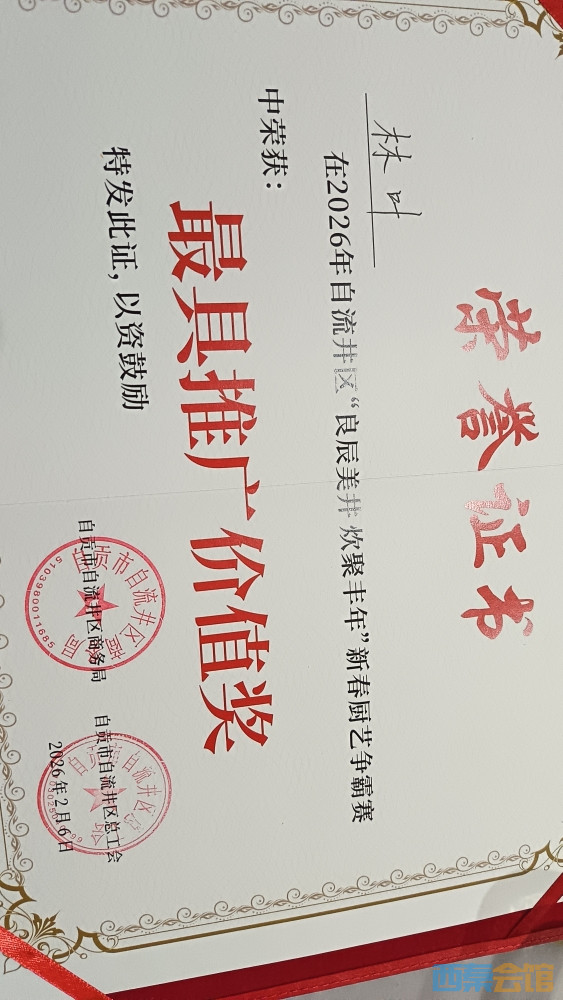 荣誉证书
林叶
在2026年自流井区“良辰美井 炊聚丰年”新春厨艺争霸赛
中荣获：
最具推广价值奖
特发此证，以资鼓励
自贡市自流井区商务局
自贡市自流井区总工会
2026年2月6日
5103980011685
西秦会馆